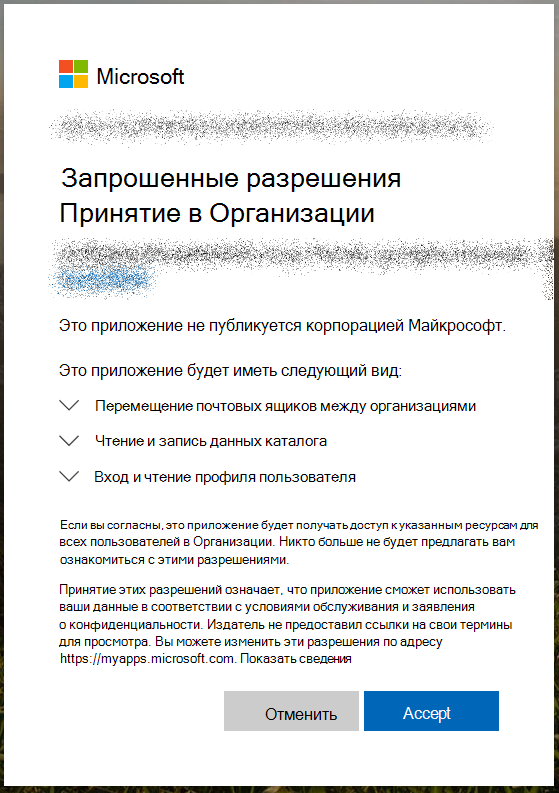 Microsoft
Запрошенные разрешения
Принятие в Организации
Это приложение не публикуется корпорацией Майкрософт.
Это приложение будет иметь следующий вид:
Перемещение почтовых ящиков между организациями
Чтение и запись данных каталога
Вход и чтение профиля пользователя
Если вы согласны, это приложение будет получать доступ к указанным ресурсам для
всех пользователей в Организации. Никто больше не будет предлагать вам
ознакомиться с этими разрешениями.
Принятие этих разрешений означает, что приложение сможет использовать
ваши данные в соответствии с условиями обслуживания и заявления
о конфиденциальности. Издатель не предоставил ссылки на свои термины
для просмотра. Вы можете изменить эти разрешения по адресу
https://myapps.microsoft.com. Показать сведения
Отменить
Accept